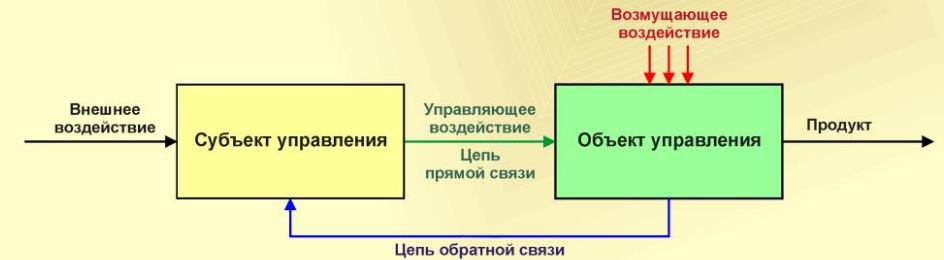 Возмущающее
воздействие
Внешнее
воздействие
Субъект управления
Управляющее
воздействие
Цепь
прямой связи
Объект управления
Продукт
Цепь обратной связи